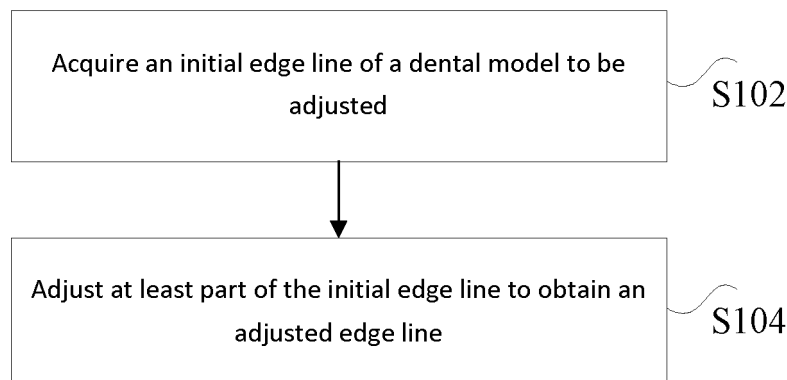 Acquire an initial edge line of a dental model to be
adjusted
S102
Adjust at least part of the initial edge line to obtain an
adjusted edge line
S104